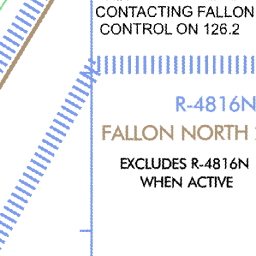 CONTACTING FALLON
CONTROL ON 126.2
R-4816N
FALLON NORTH
EXCLUDES R-4816N
WHEN ACTIVE